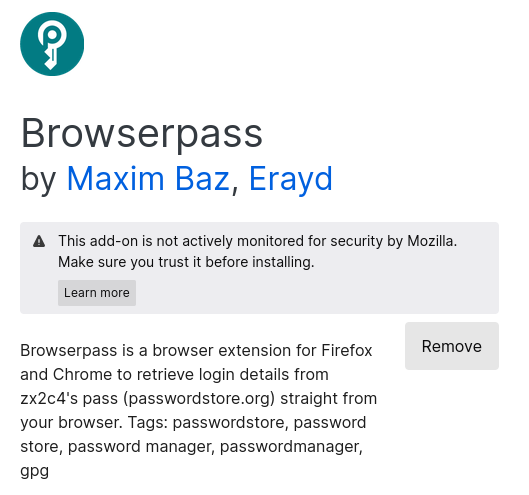 Browserpass
by Maxim Baz, Erayd
This add-on is not actively monitored for security by Mozilla.
Make sure you trust it before installing.
Learn more
Remove
Browserpass is a browser extension for Firefox
and Chrome to retrieve login details from
zx2c4's pass (passwordstore.org) straight from
your browser. Tags: passwordstore, password
store, password manager, passwordmanager,
gpg